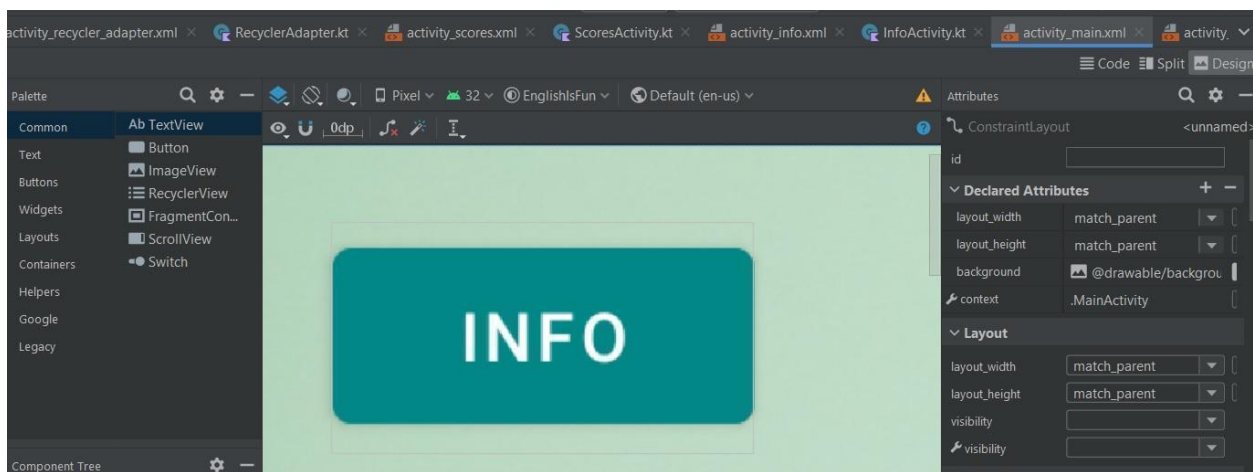 activity_recycler_adapter.xml RecyclerAdapter.kt activity_scores.xml ScoresActivity.kt activity_info.xml InfoActivity.kt activity_main.xml activity_
Code Split Design
Palette
Common
Text
Buttons
Widgets
Layouts
Containers
Helpers
Google
Legacy
Ab TextView
Button
ImageView
RecyclerView
FragmentCon...
ScrollView
Switch
Component Tree
Pixel 32 EnglishIsFun Default (en-us)
0dp
INFO
Attributes
ConstraintLayout <unnamed>
id
Declared Attributes
layout_width match_parent
layout_height match_parent
background @drawable/backgrou
context .MainActivity
Layout
layout_width match_parent
layout_height match_parent
visibility
visibility